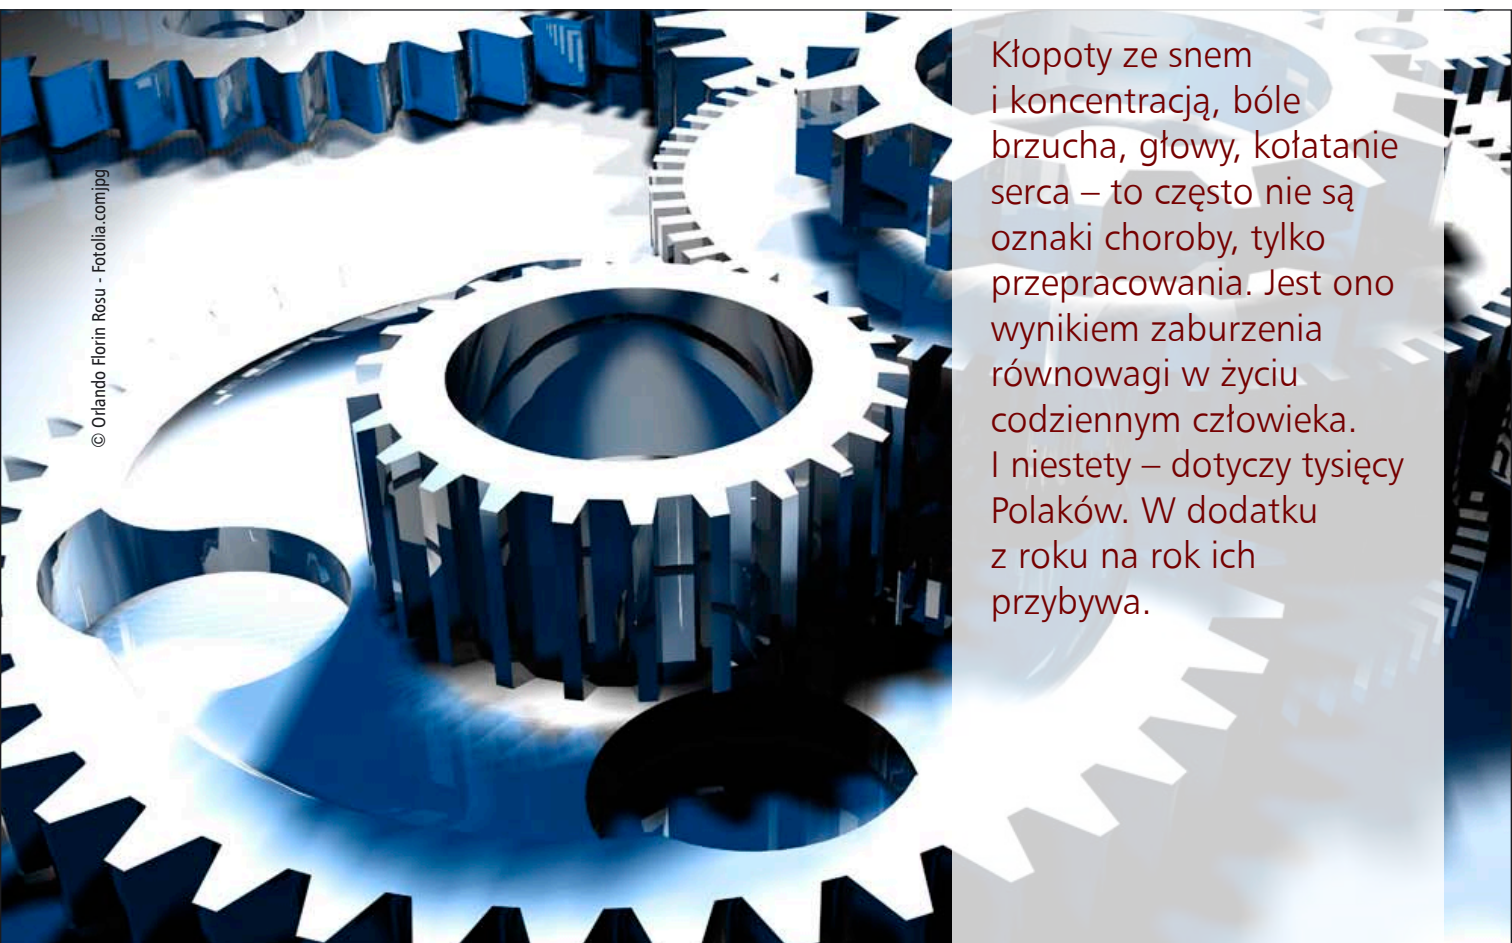 Kłopoty ze snem
i koncentracją, bóle
brzucha, głowy, kołatanie
serca – to często nie są
oznaki choroby, tylko
przepracowania. Jest ono
wynikiem zaburzenia
równowagi w życiu
codziennym człowieka.
I niestety – dotyczy tysięcy
Polaków. W dodatku
z roku na rok ich
przybywa.
© Orlando Florin Rosu - Fotolia.comjpg